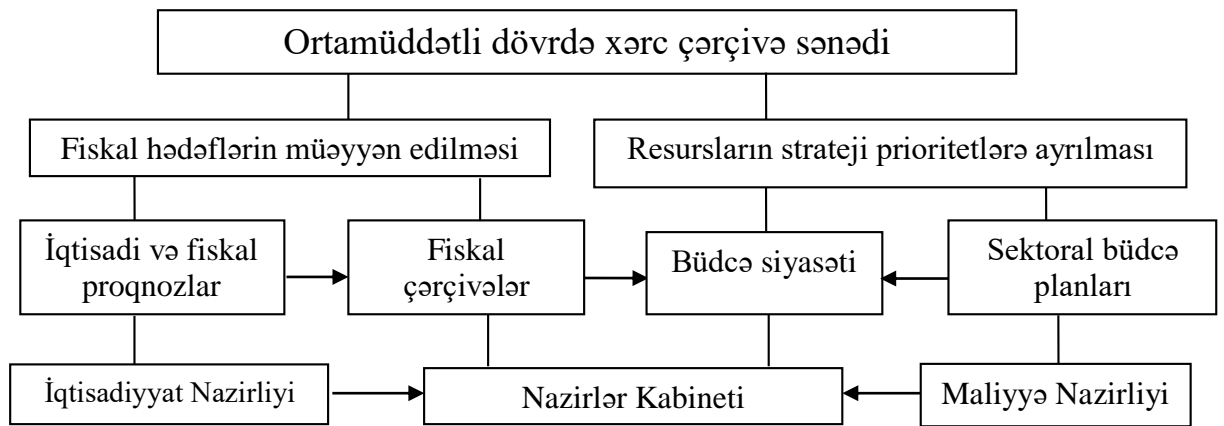 Ortamüddətli dövrdə xərc çərçivə sənədi
Fiskal hədəflərin müəyyən edilməsi
Resursların strateji prioritetlərə ayrılması
İqtisadi və fiskal
proqnozlar
Fiskal
çərçivələr
Büdcə siyasəti
Sektoral büdcə
planları
İqtisadiyyat Nazirliyi
Nazirlər Kabineti
Maliyyə Nazirliyi